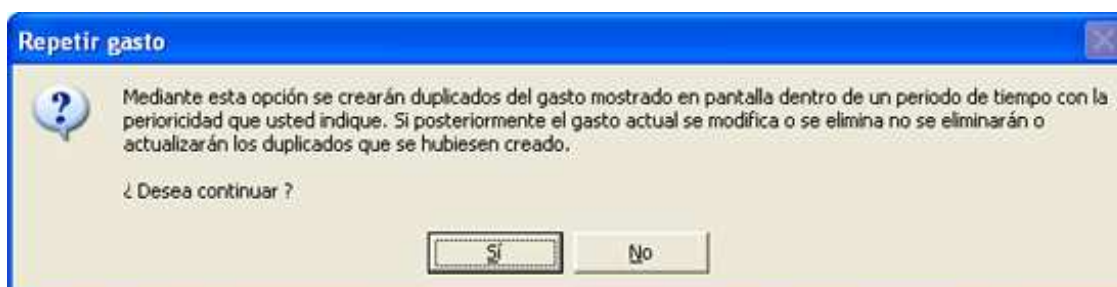 Repetir gasto
Mediante esta opción se crearán duplicados del gasto mostrado en pantalla dentro de un periodo de tiempo con la
perioricidad que usted indique. Si posteriormente el gasto actual se modifica o se elimina no se eliminarán o
actualizarán los duplicados que se hubiesen creado.
¿ Desea continuar ?
Sí
No